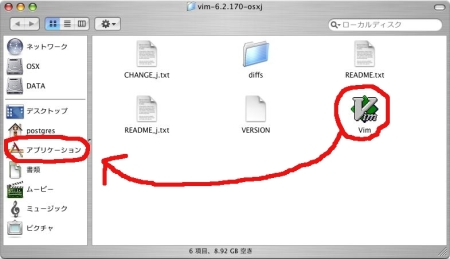 vim-6.2.170-osxj
ローカルディスク
ネットワーク
OSX
DATA
デスクトップ
postgres
アプリケーション
書類
ムービー
ミュージック
ピクチャ
CHANGE_j.txt
diffs
README.txt
README_j.txt
VERSION
Vim
6 項目、8.92 GB 空き